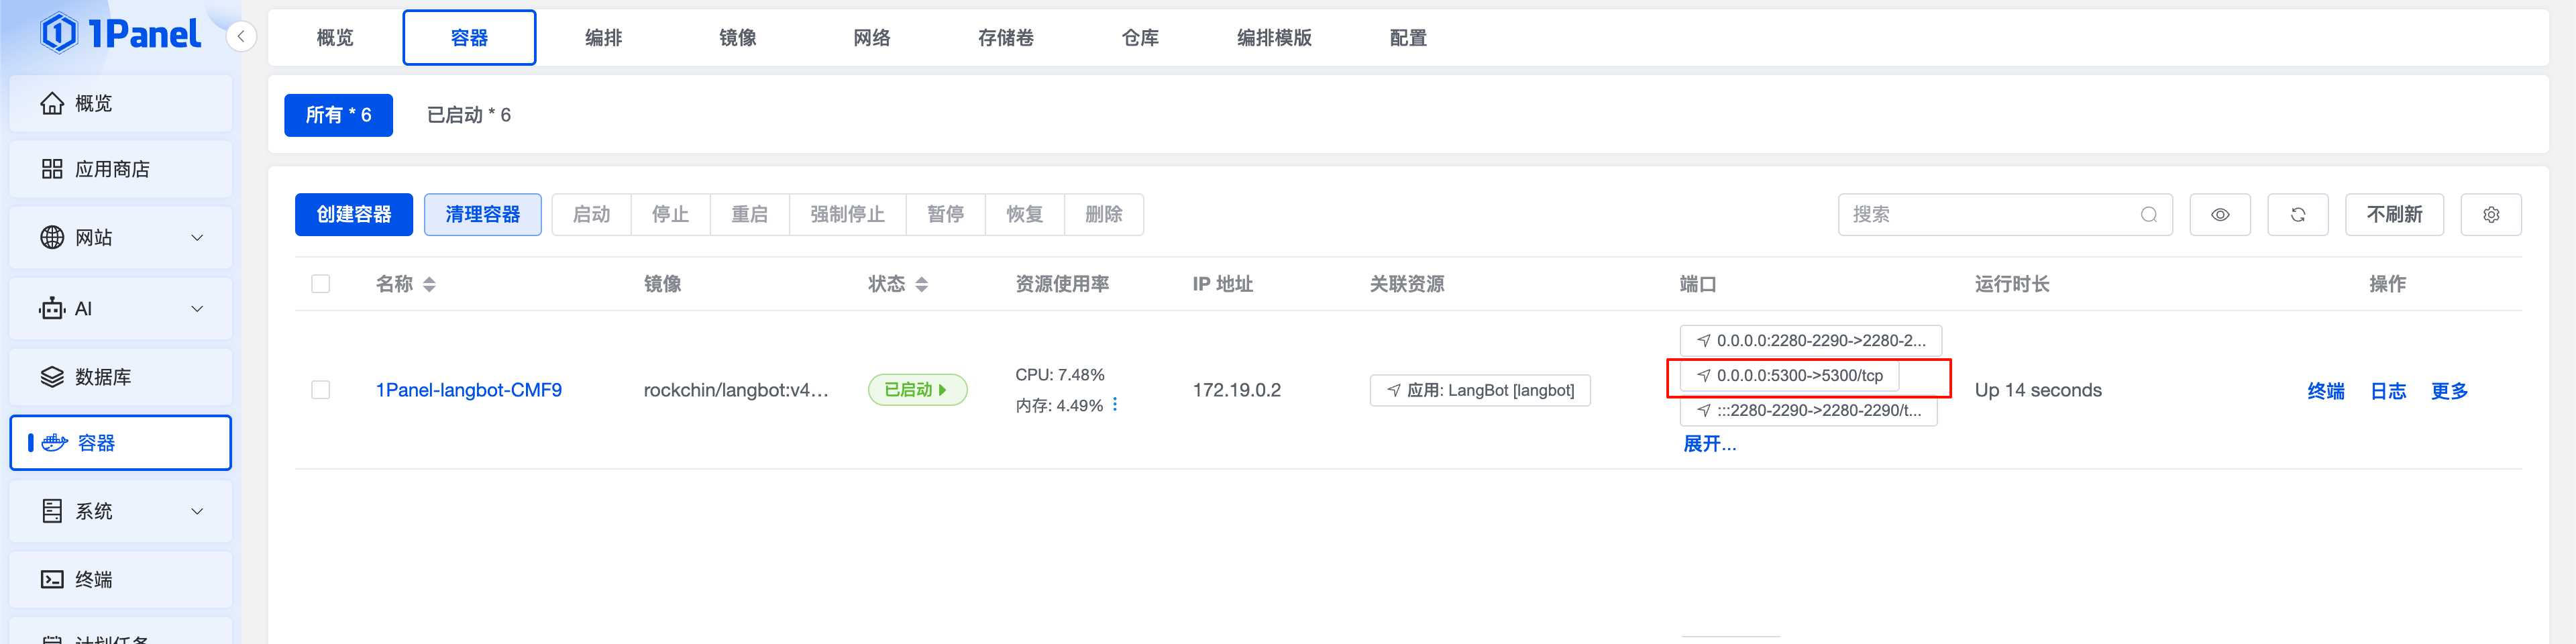 1Panel
概览
应用商店
网站
AI
数据库
容器
系统
终端
计划任务
概览
容器
编排
镜像
网络
存储卷
仓库
编排模版
配置
所有 * 6
已启动 * 6
创建容器
清理容器
启动
停止
重启
强制停止
暂停
恢复
删除
搜索
不刷新
名称
镜像
状态
资源使用率
IP 地址
关联资源
端口
运行时长
操作
1Panel-langbot-CMF9
rockchin/langbot:v4...
已启动
CPU: 7.48%
内存: 4.49%
172.19.0.2
应用: LangBot [langbot]
0.0.0.0:2280-2290->2280-2...
0.0.0.0:5300->5300/tcp
:::2280-2290->2280-2290/t...
展开...
Up 14 seconds
终端
日志
更多